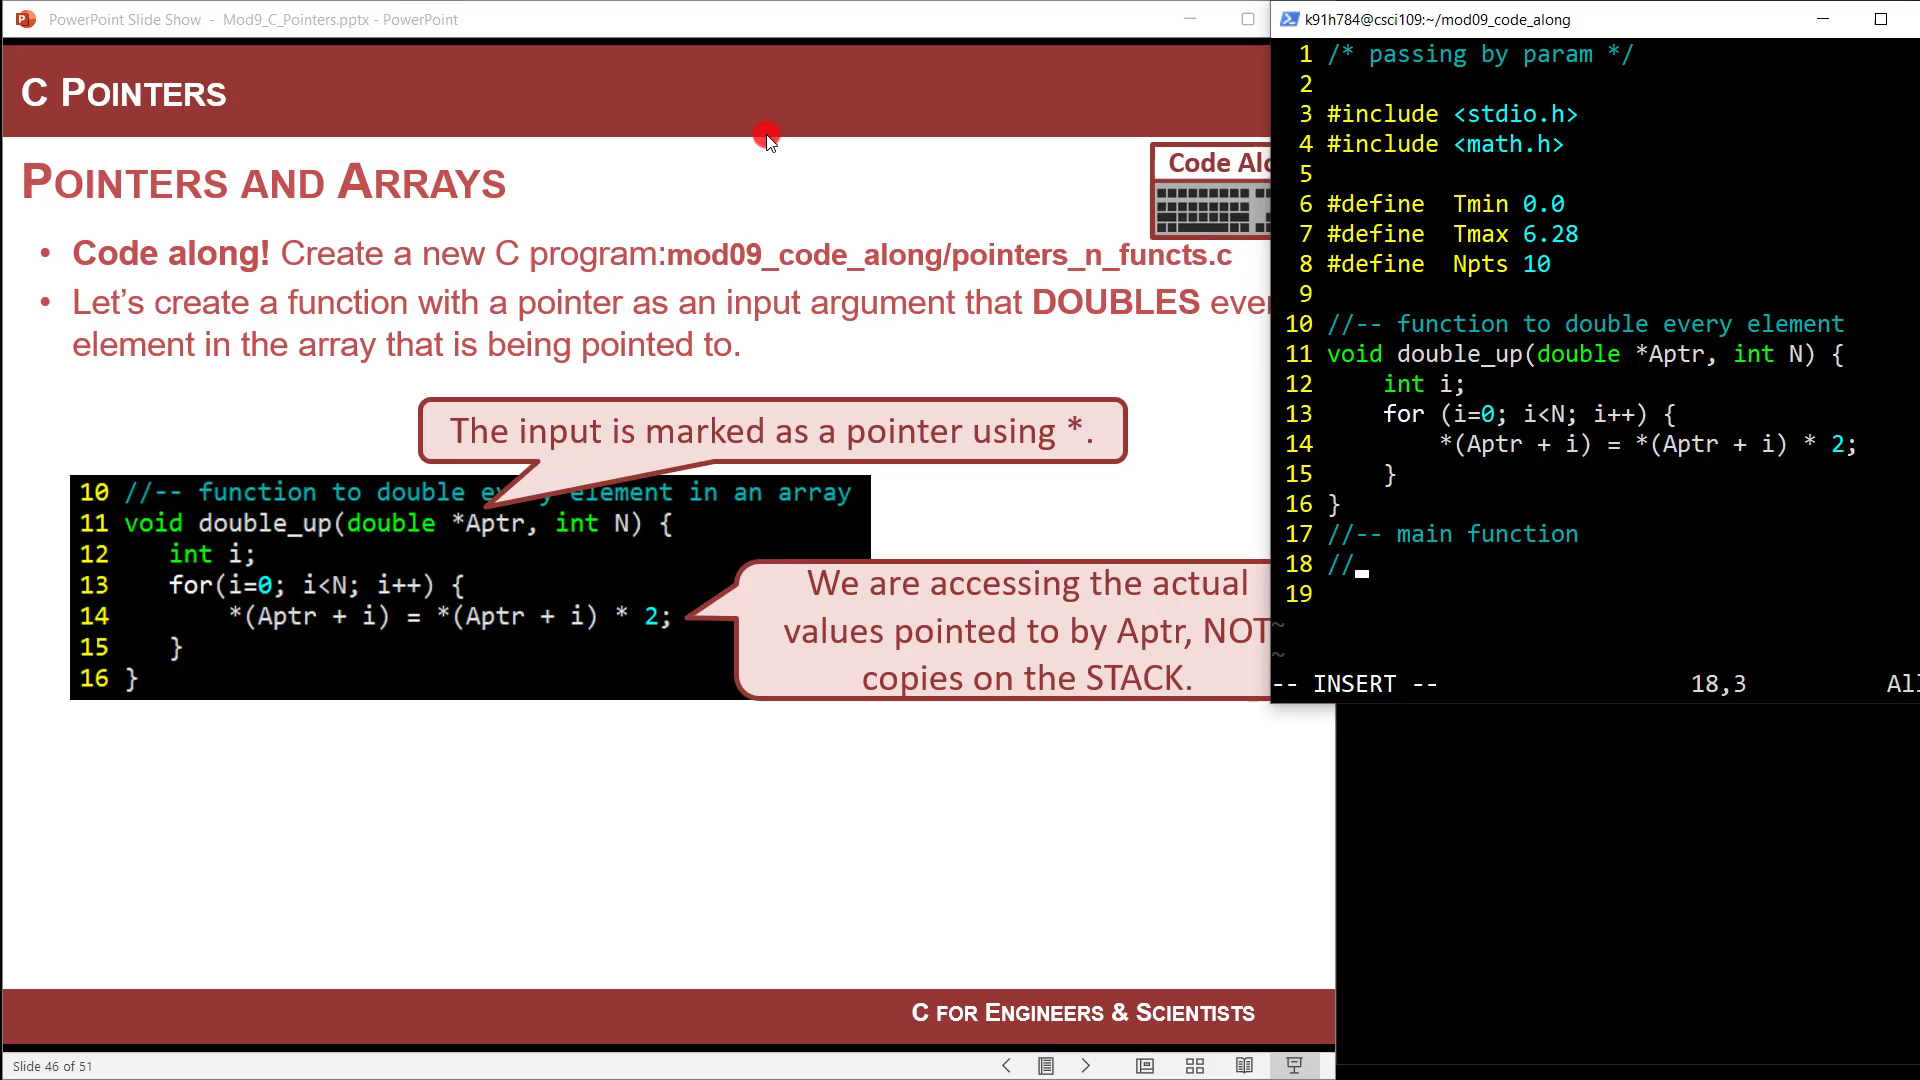 PowerPoint Slide Show - Mod9_C_Pointers.pptx - PowerPoint
C POINTERS
POINTERS AND ARRAYS
Code Alo
• Code along! Create a new C program:mod09_code_along/pointers_n_functs.c
• Let's create a function with a pointer as an input argument that DOUBLES eve
element in the array that is being pointed to.
The input is marked as a pointer using *.
10 //-- function to double every element in an array
11 void double_up(double *Aptr, int N) {
12 int i;
13 for(i=0; i<N; i++) {
14 *(Aptr + i) = *(Aptr + i) * 2;
15 }
16 }
We are accessing the actual
values pointed to by Aptr, NOT
copies on the STACK.
C FOR ENGINEERS & SCIENTISTS
Slide 46 of 51
k91h784@csci109:~/mod09_code_along
1 /* passing by param */
2
3 #include <stdio.h>
4 #include <math.h>
5
6 #define Tmin 0.0
7 #define Tmax 6.28
8 #define Npts 10
9
10 //-- function to double every element
11 void double_up(double *Aptr, int N) {
12 int i;
13 for (i=0; i<N; i++) {
14 *(Aptr + i) = *(Aptr + i) * 2;
15 }
16 }
17 //-- main function
18 //
19
~
~
-- INSERT -- 18,3 All